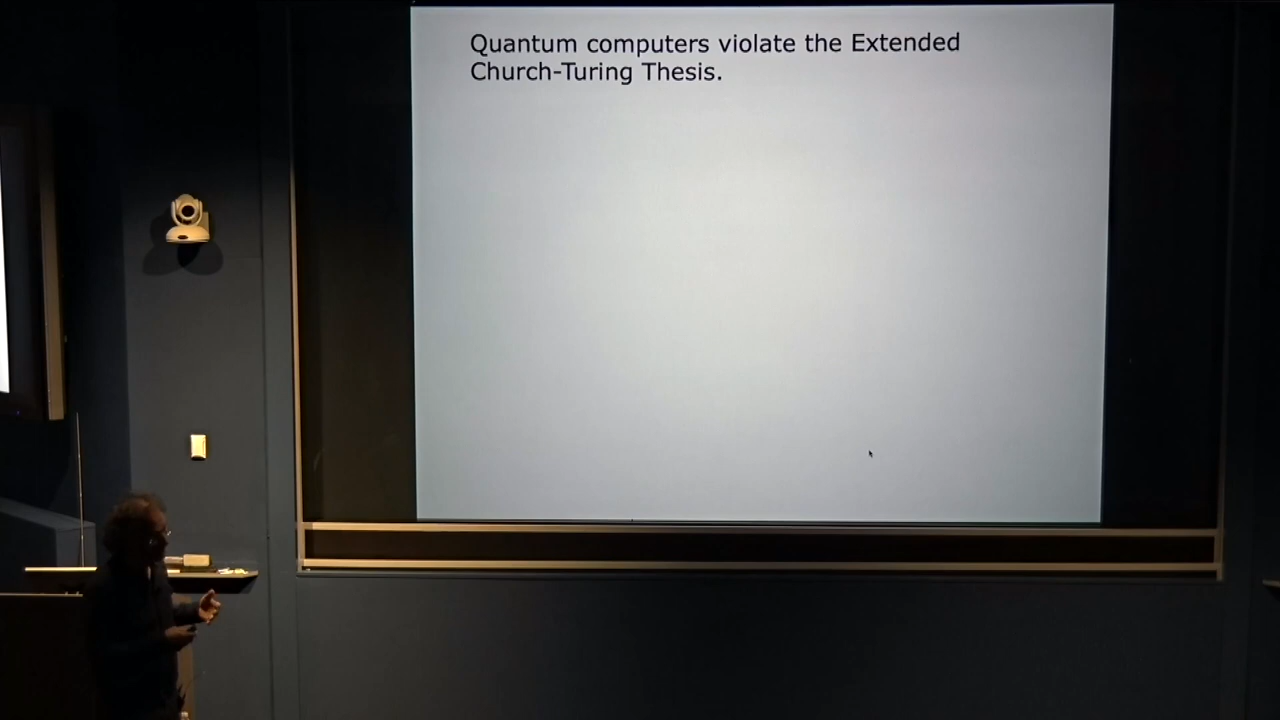 Quantum computers violate the Extended
Church-Turing Thesis.